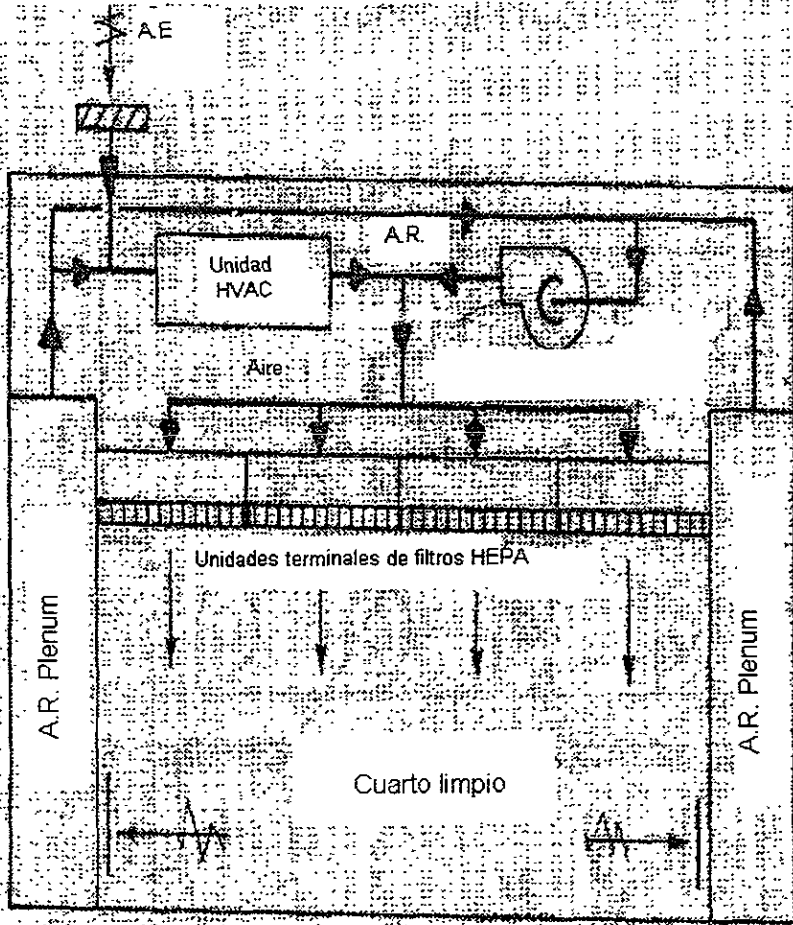 A.E
A.R.
Unidad
HVAC
Aire
Unidades terminales de filtros HEPA
A.R. Plenum
A.R. Plenum
Cuarto limpio